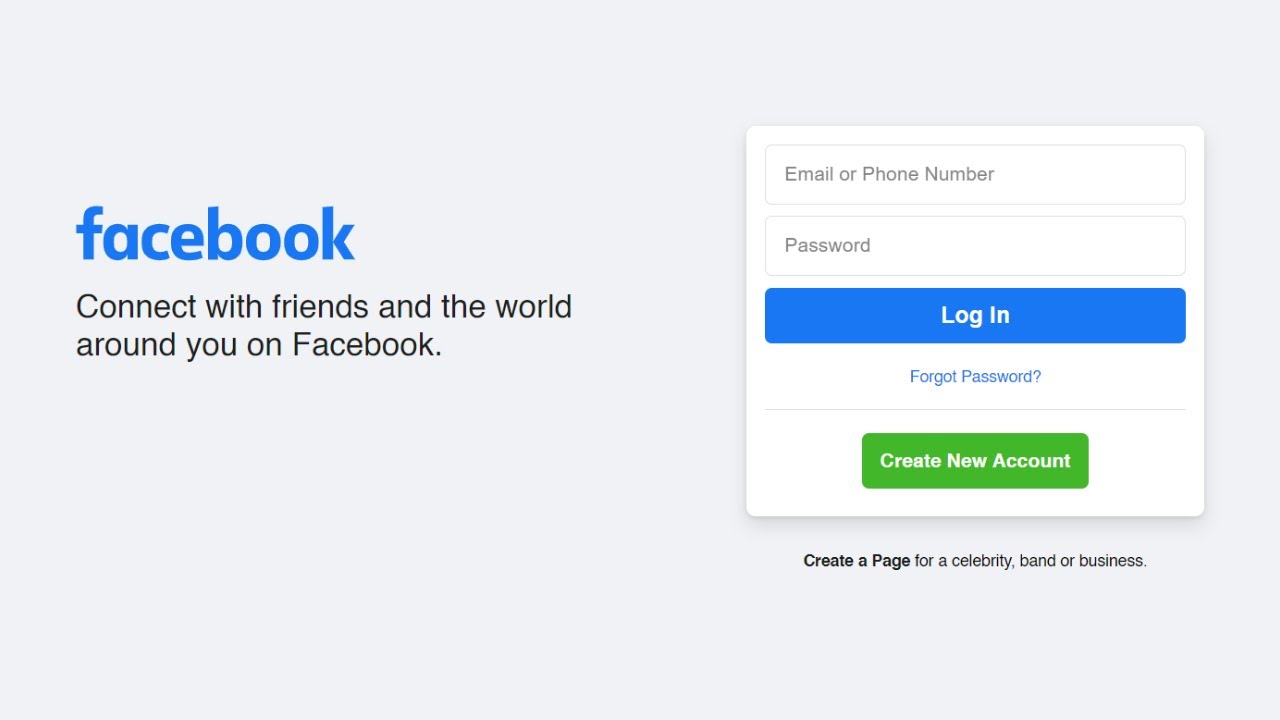 facebook
Connect with friends and the world
around you on Facebook.
Email or Phone Number
Password
Log In
Forgot Password?
Create New Account
Create a Page for a celebrity, band or business.